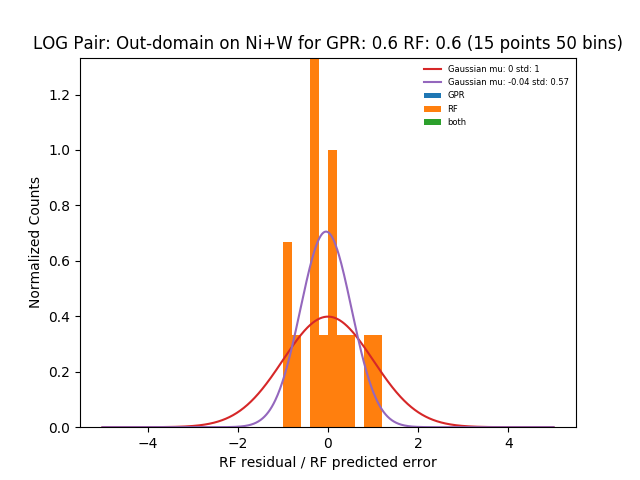 LOG Pair: Out-domain on Ni+W for GPR: 0.6 RF: 0.6 (15 points 50 bins)
Gaussian mu: 0 std: 1
Gaussian mu: -0.04 std: 0.57
GPR
RF
both
Normalized Counts
1.2
1.0
0.8
0.6
0.4
0.2
0.0
−4 −2 0 2 4
RF residual / RF predicted error